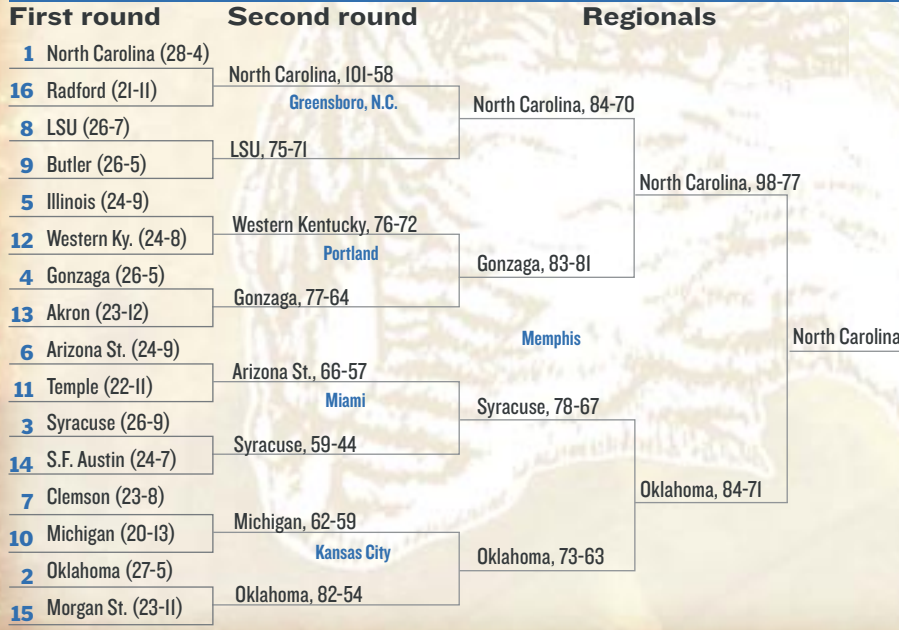 First round
Second round
Regionals
1 North Carolina (28-4)
16 Radford (21-11)
8 LSU (26-7)
9 Butler (26-5)
5 Illinois (24-9)
12 Western Ky. (24-8)
4 Gonzaga (26-5)
13 Akron (23-12)
6 Arizona St. (24-9)
11 Temple (22-11)
3 Syracuse (26-9)
14 S.F. Austin (24-7)
7 Clemson (23-8)
10 Michigan (20-13)
2 Oklahoma (27-5)
15 Morgan St. (23-11)
North Carolina, 101-58
Greensboro, N.C.
LSU, 75-71
Western Kentucky, 76-72
Portland
Gonzaga, 77-64
Arizona St., 66-57
Miami
Syracuse, 59-44
Michigan, 62-59
Kansas City
Oklahoma, 82-54
North Carolina, 84-70
Gonzaga, 83-81
Memphis
Syracuse, 78-67
Oklahoma, 73-63
North Carolina, 98-77
Oklahoma, 84-71
North Carolina